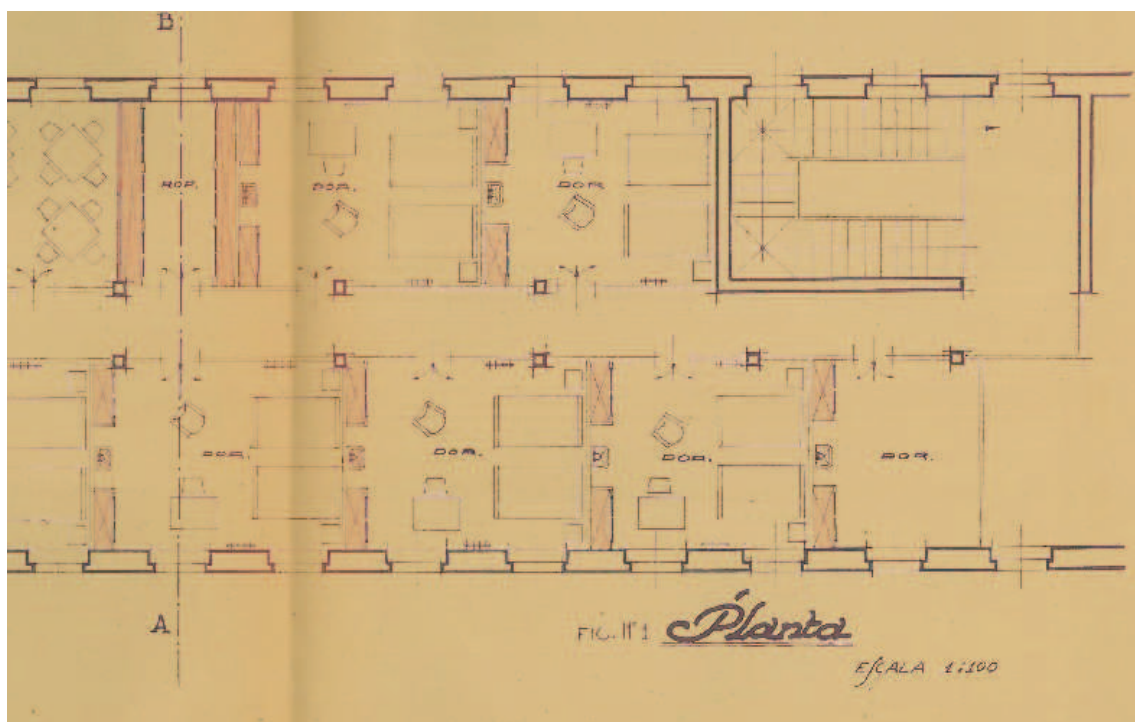 B
ROP. DOR. DOR.
DOR. DOR. DOR. DOR.
A
FIG. Nº 1 Planta
ESCALA 1:100